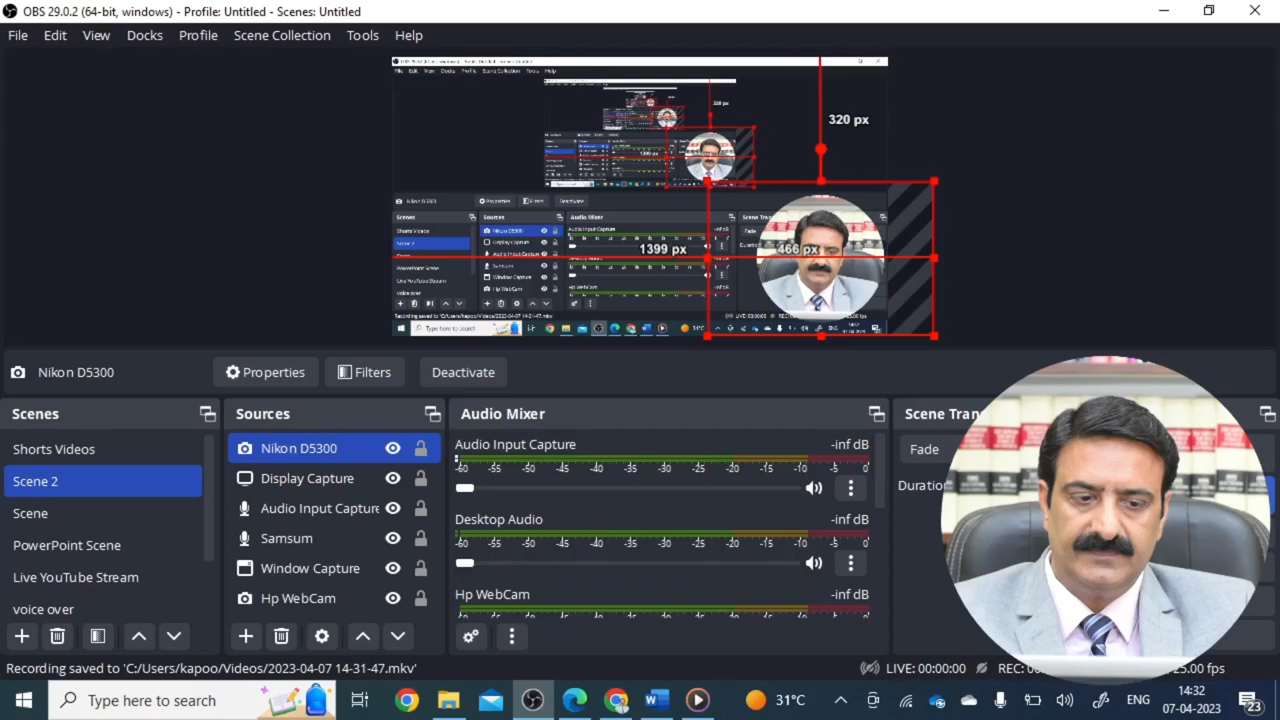 OBS 29.0.2 (64-bit, windows) - Profile: Untitled - Scenes: Untitled
File Edit View Docks Profile Scene Collection Tools Help
320 px
1399 px
466 px
Nikon D5300
Properties
Filters
Deactivate
Scenes
Shorts Videos
Scene 2
Scene
PowerPoint Scene
Live YouTube Stream
voice over
Sources
Nikon D5300
Display Capture
Audio Input Capture
Samsum
Window Capture
Hp WebCam
Audio Mixer
Audio Input Capture -inf dB
-60 -55 -50 -45 -40 -35 -30 -25 -20 -15 -10 -5 0
Desktop Audio -inf dB
-60 -55 -50 -45 -40 -35 -30 -25 -20 -15 -10 -5 0
Hp WebCam -inf dB
Scene Tran
Fade
Duration
Recording saved to 'C:/Users/kapoo/Videos/2023-04-07 14-31-47.mkv'
LIVE: 00:00:00
REC:
25.00 fps
Type here to search
31°C
ENG
14:32
07-04-2023
23